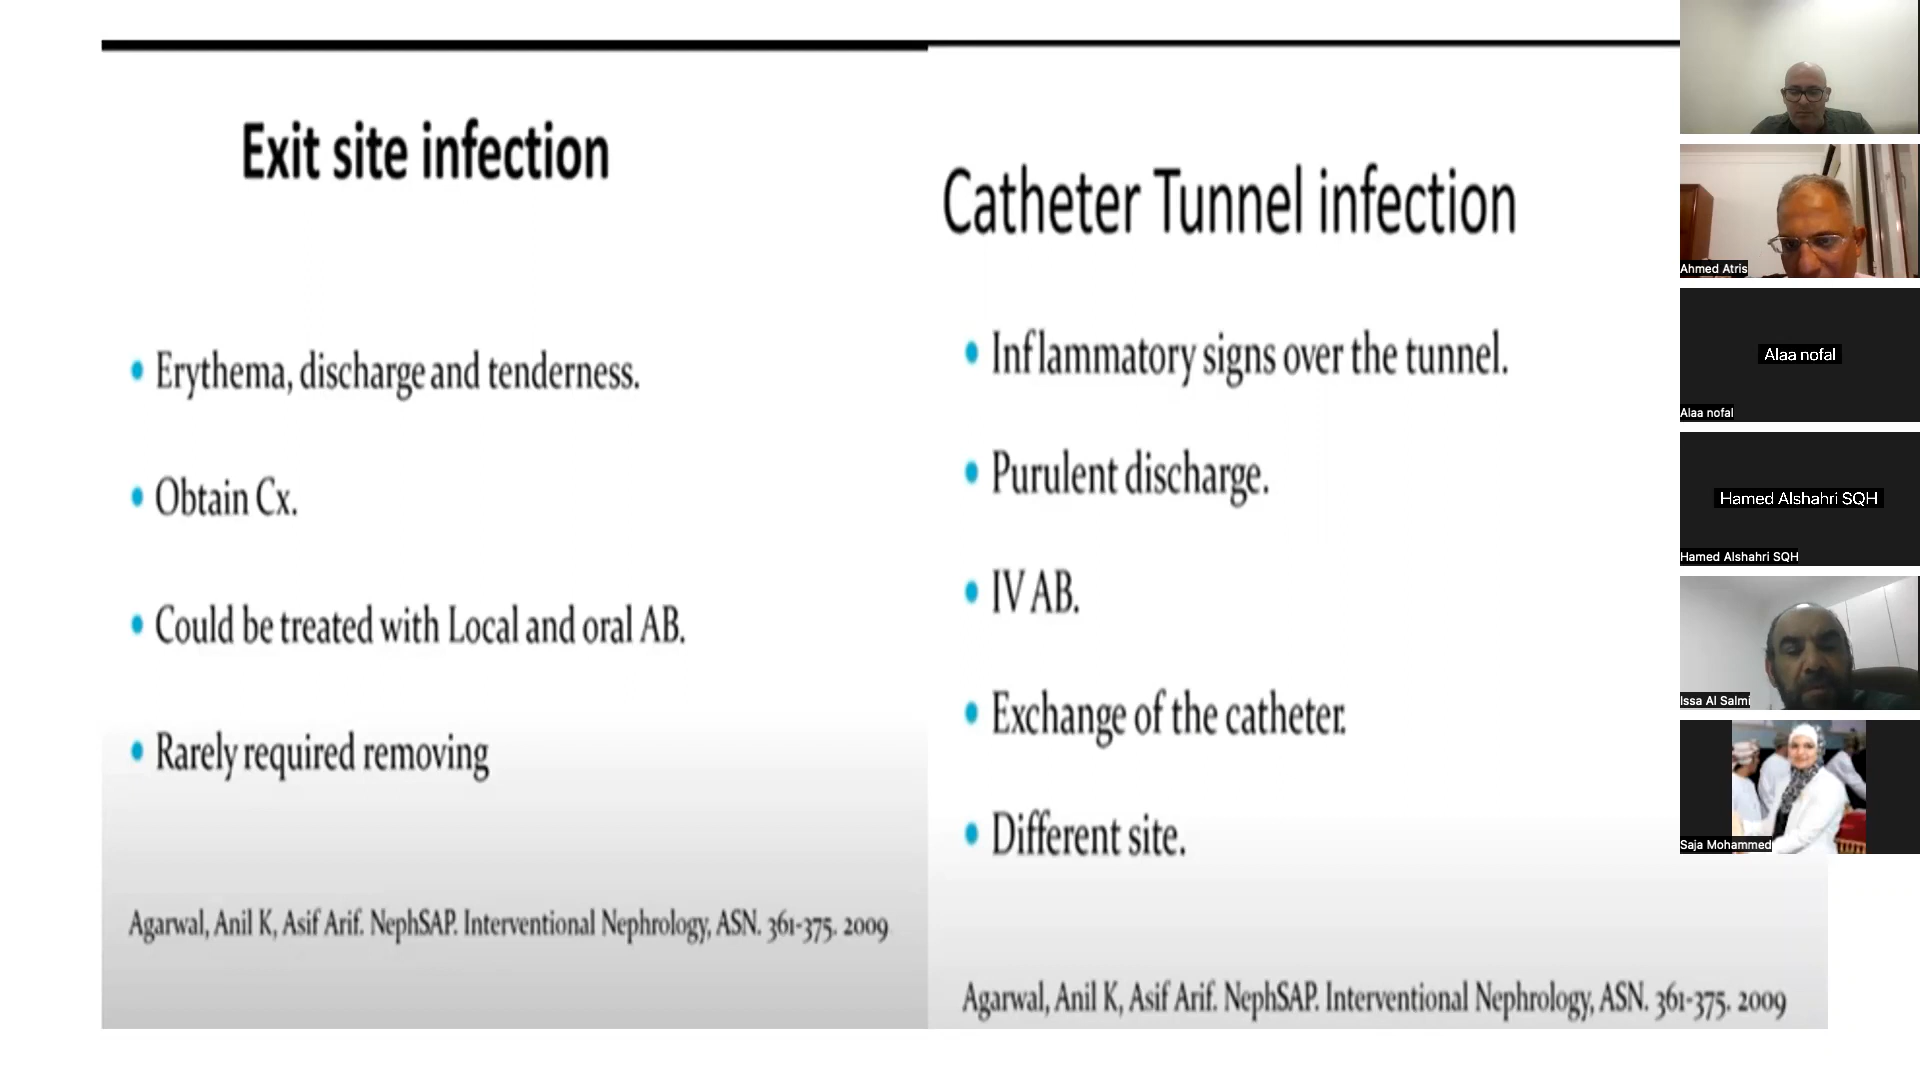 Exit site infection
• Erythema, discharge and tenderness.
• Obtain Cx.
• Could be treated with Local and oral AB.
• Rarely required removing
Agarwal, Anil K, Asif Arif. NephSAP. Interventional Nephrology, ASN. 361-375. 2009
Catheter Tunnel infection
• Inflammatory signs over the tunnel.
• Purulent discharge.
• IV AB.
• Exchange of the catheter.
• Different site.
Agarwal, Anil K, Asif Arif. NephSAP. Interventional Nephrology, ASN. 361-375. 2009
Ahmed Atris
Alaa nofal
Alaa nofal
Hamed Alshahri SQH
Hamed Alshahri SQH
Issa Al Salmi
Saja Mohammed